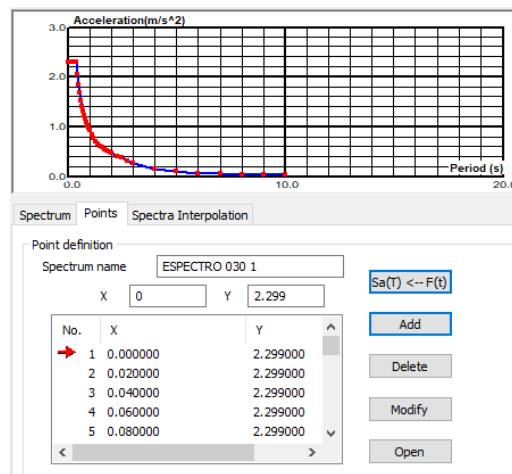 Acceleration(m/s^2)
3.0
2.0
1.0
0.0
Period (s)
0.0 10.0 20.0
Spectrum Points Spectra Interpolation
Point definition
Spectrum name ESPECTRO 030 1
X 0 Y 2.299
Sa(T) <-- F(t)
Add
Delete
Modify
Open
No. X Y
1 0.000000 2.299000
2 0.020000 2.299000
3 0.040000 2.299000
4 0.060000 2.299000
5 0.080000 2.299000